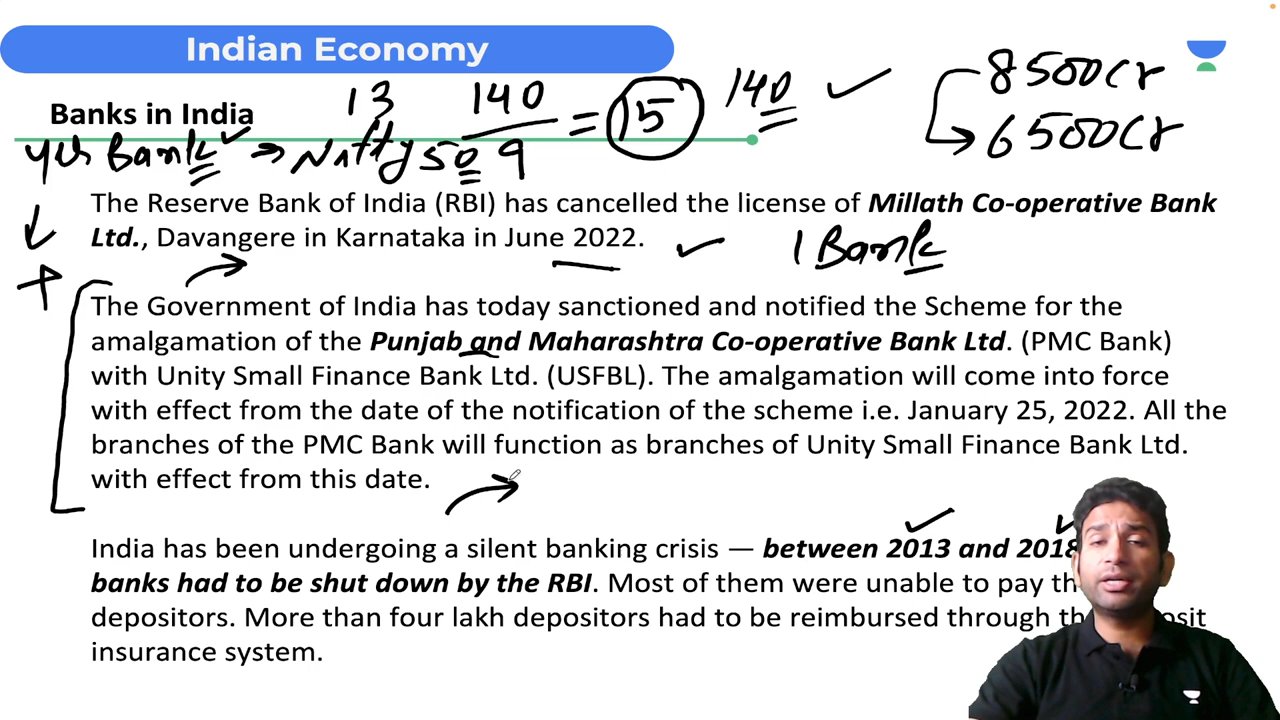 Indian Economy
Banks in India
13 140/9 = 15 140
8500Cr
6500Cr
Yes Bank ⇒ Nifty50
The Reserve Bank of India (RBI) has cancelled the license of Millath Co-operative Bank
Ltd., Davangere in Karnataka in June 2022.
1 Bank
The Government of India has today sanctioned and notified the Scheme for the
amalgamation of the Punjab and Maharashtra Co-operative Bank Ltd. (PMC Bank)
with Unity Small Finance Bank Ltd. (USFBL). The amalgamation will come into force
with effect from the date of the notification of the scheme i.e. January 25, 2022. All the
branches of the PMC Bank will function as branches of Unity Small Finance Bank Ltd.
with effect from this date.
India has been undergoing a silent banking crisis — between 2013 and 2018
banks had to be shut down by the RBI. Most of them were unable to pay
depositors. More than four lakh depositors had to be reimbursed through
insurance system.